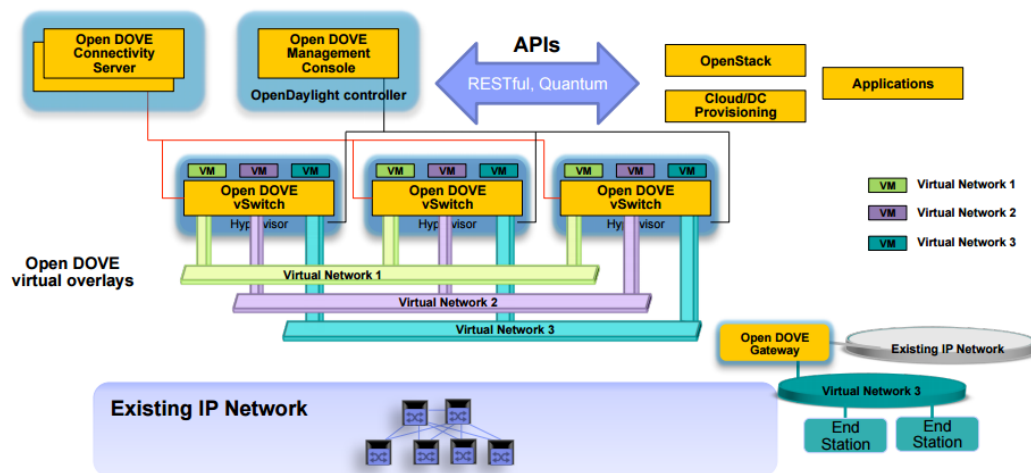 Open DOVE
Connectivity
Server
Open DOVE
Management
Console
OpenDaylight controller
APIs
RESTful, Quantum
OpenStack
Cloud/DC
Provisioning
Applications
VM VM VM
Open DOVE
vSwitch
Hypervisor
VM VM VM
Open DOVE
vSwitch
Hypervisor
VM VM VM
Open DOVE
vSwitch
Hypervisor
VM Virtual Network 1
VM Virtual Network 2
VM Virtual Network 3
Open DOVE
virtual overlays
Virtual Network 1
Virtual Network 2
Virtual Network 3
Open DOVE
Gateway
Existing IP Network
Virtual Network 3
End
Station
End
Station
Existing IP Network